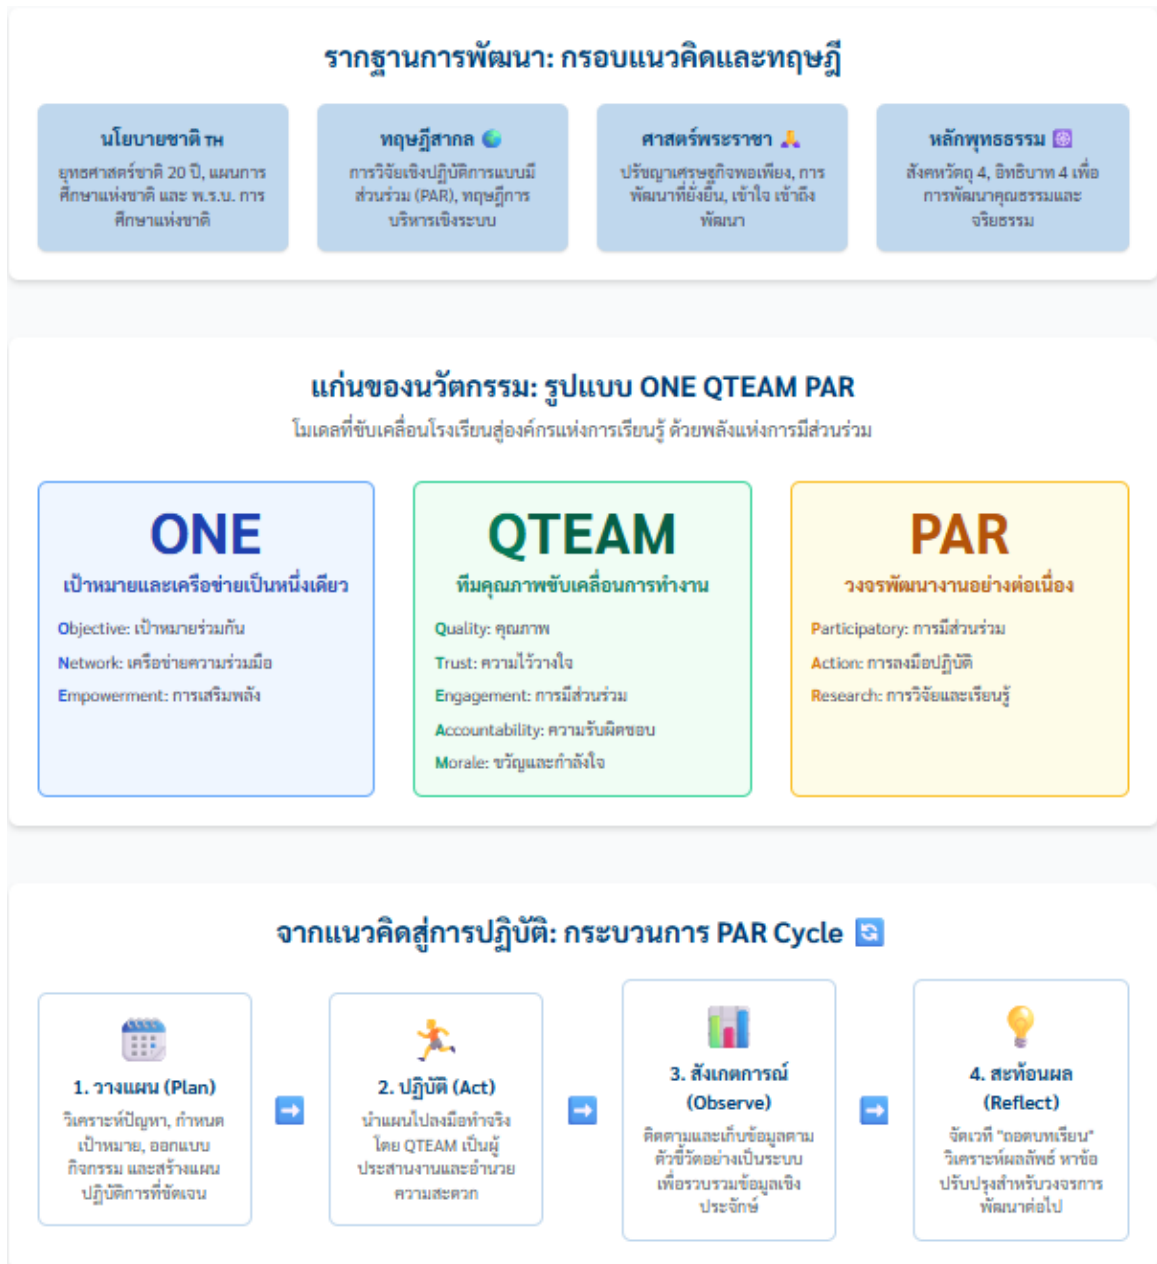 รากฐานการพัฒนา: กรอบแนวคิดและทฤษฎี
นโยบายชาติ TH
ยุทธศาสตร์ชาติ 20 ปี, แผนการ
ศึกษาแห่งชาติ และ พ.ร.บ. การ
ศึกษาแห่งชาติ
ทฤษฎีสากล
การวิจัยเชิงปฏิบัติการแบบมี
ส่วนร่วม (PAR), ทฤษฎีการ
บริหารเชิงระบบ
ศาสตร์พระราชา
ปรัชญาเศรษฐกิจพอเพียง, การ
พัฒนาที่ยั่งยืน, เข้าใจ เข้าถึง
พัฒนา
หลักพุทธธรรม
สังคหวัตถุ 4, อิทธิบาท 4 เพื่อ
การพัฒนาคุณธรรมและ
จริยธรรม
แก่นของนวัตกรรม: รูปแบบ ONE QTEAM PAR
โมเดลที่ขับเคลื่อนโรงเรียนสู่องค์กรแห่งการเรียนรู้ ด้วยพลังแห่งการมีส่วนร่วม
ONE
เป้าหมายและเครือข่ายเป็นหนึ่งเดียว
Objective: เป้าหมายร่วมกัน
Network: เครือข่ายความร่วมมือ
Empowerment: การเสริมพลัง
QTEAM
ทีมคุณภาพขับเคลื่อนการทำงาน
Quality: คุณภาพ
Trust: ความไว้วางใจ
Engagement: การมีส่วนร่วม
Accountability: ความรับผิดชอบ
Morale: ขวัญและกำลังใจ
PAR
วงจรพัฒนางานอย่างต่อเนื่อง
Participatory: การมีส่วนร่วม
Action: การลงมือปฏิบัติ
Research: การวิจัยและเรียนรู้
จากแนวคิดสู่การปฏิบัติ: กระบวนการ PAR Cycle
1. วางแผน (Plan)
วิเคราะห์ปัญหา, กำหนด
เป้าหมาย, ออกแบบ
กิจกรรม และสร้างแผน
ปฏิบัติการที่ชัดเจน
2. ปฏิบัติ (Act)
นำแผนไปลงมือทำจริง
โดย QTEAM เป็นผู้
ประสานงานและอำนวย
ความสะดวก
3. สังเกตการณ์
(Observe)
ติดตามและเก็บข้อมูลตาม
ตัวชี้วัดอย่างเป็นระบบ
เพื่อรวบรวมข้อมูลเชิง
ประจักษ์
4. สะท้อนผล
(Reflect)
จัดเวที "ถอดบทเรียน"
วิเคราะห์ผลลัพธ์ หาข้อ
ปรับปรุงสำหรับวงจรการ
พัฒนาต่อไป